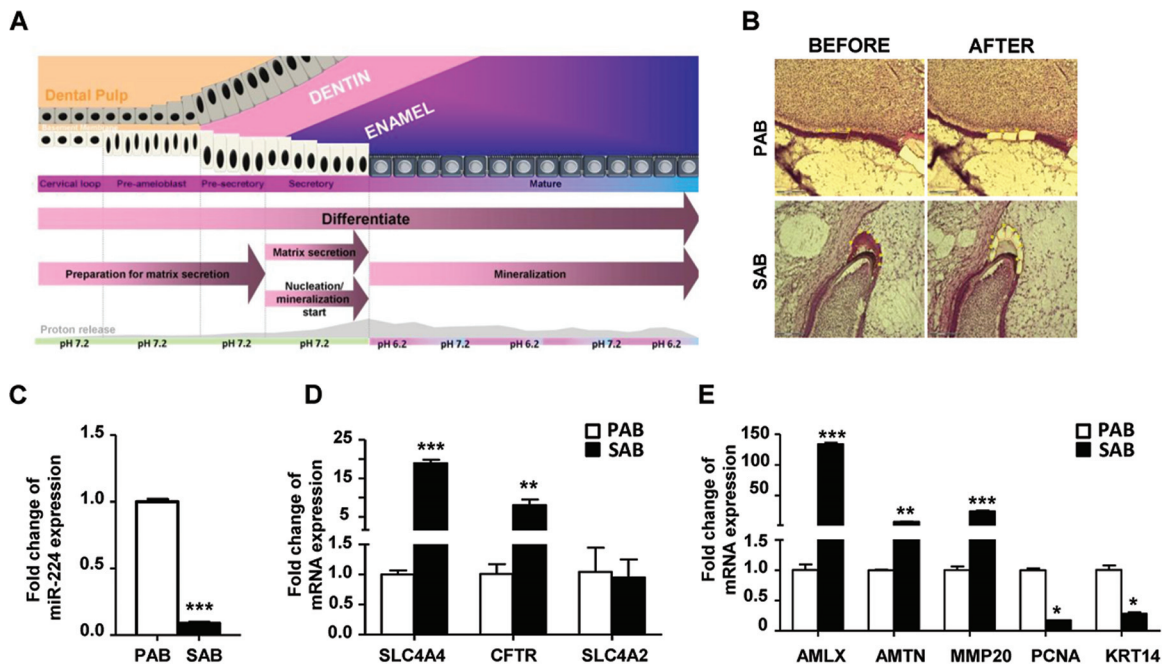 A
Dental Pulp
DENTIN
ENAMEL
Cervical loop Pre-ameloblast Pre-secretory Secretory Mature
Differentiate
Matrix secretion
Preparation for matrix secretion Mineralization
Nucleation/
mineralization
start
Proton release
pH 7.2 pH 7.2 pH 7.2 pH 7.2 pH 6.2 pH 7.2 pH 6.2 pH 7.2 pH 6.2
B
BEFORE AFTER
PAB
SAB
C
Fold change of
miR-224 expression
1.5
1.0
0.5
0.0
***
PAB SAB
D
PAB
SAB
Fold change of
mRNA expression
25
15
5
1.5
1.0
0.5
0.0
*** **
SLC4A4 CFTR SLC4A2
E
PAB
SAB
Fold change of
mRNA expression
150
100
50
1.5
1.0
0.5
0
*** ** *** * *
AMLX AMTN MMP20 PCNA KRT14